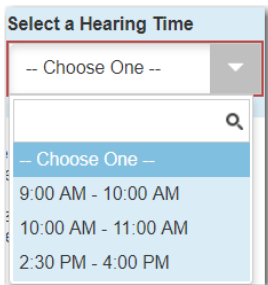 Select a Hearing Time
-- Choose One --
-- Choose One --
9:00 AM - 10:00 AM
10:00 AM - 11:00 AM
2:30 PM - 4:00 PM